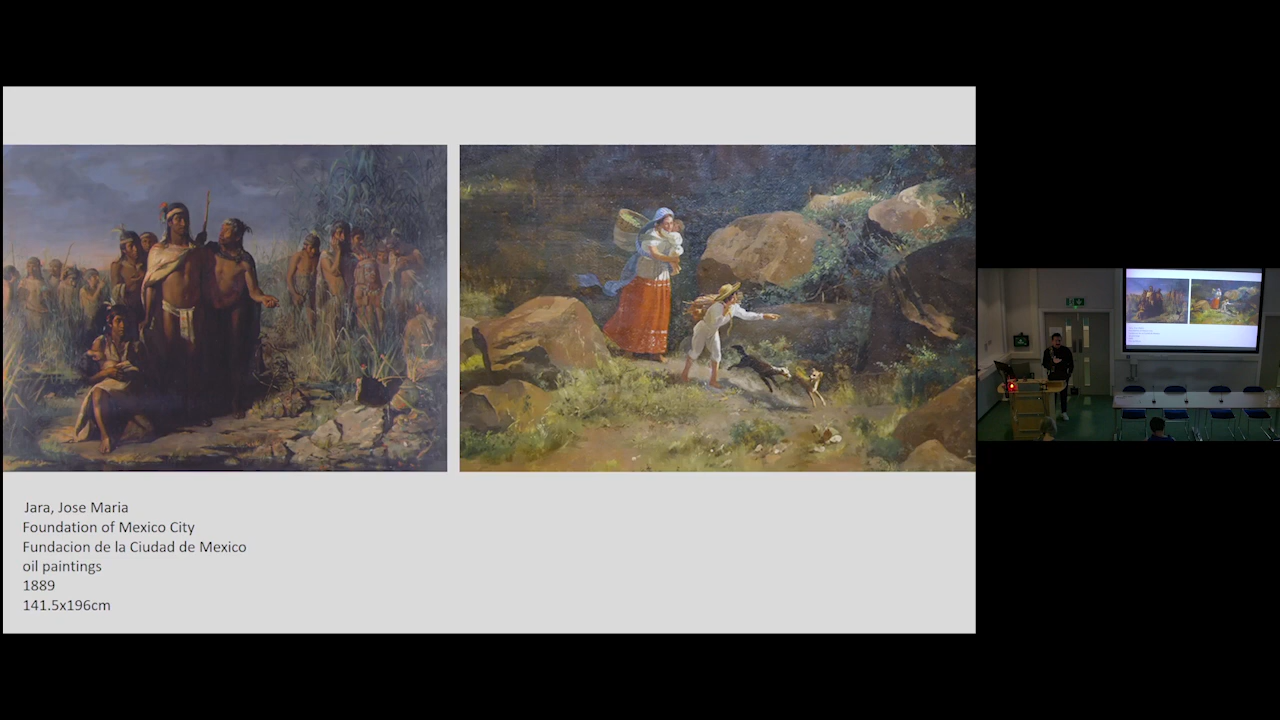 Jara, Jose Maria
Foundation of Mexico City
Fundacion de la Ciudad de Mexico
oil paintings
1889
141.5x196cm